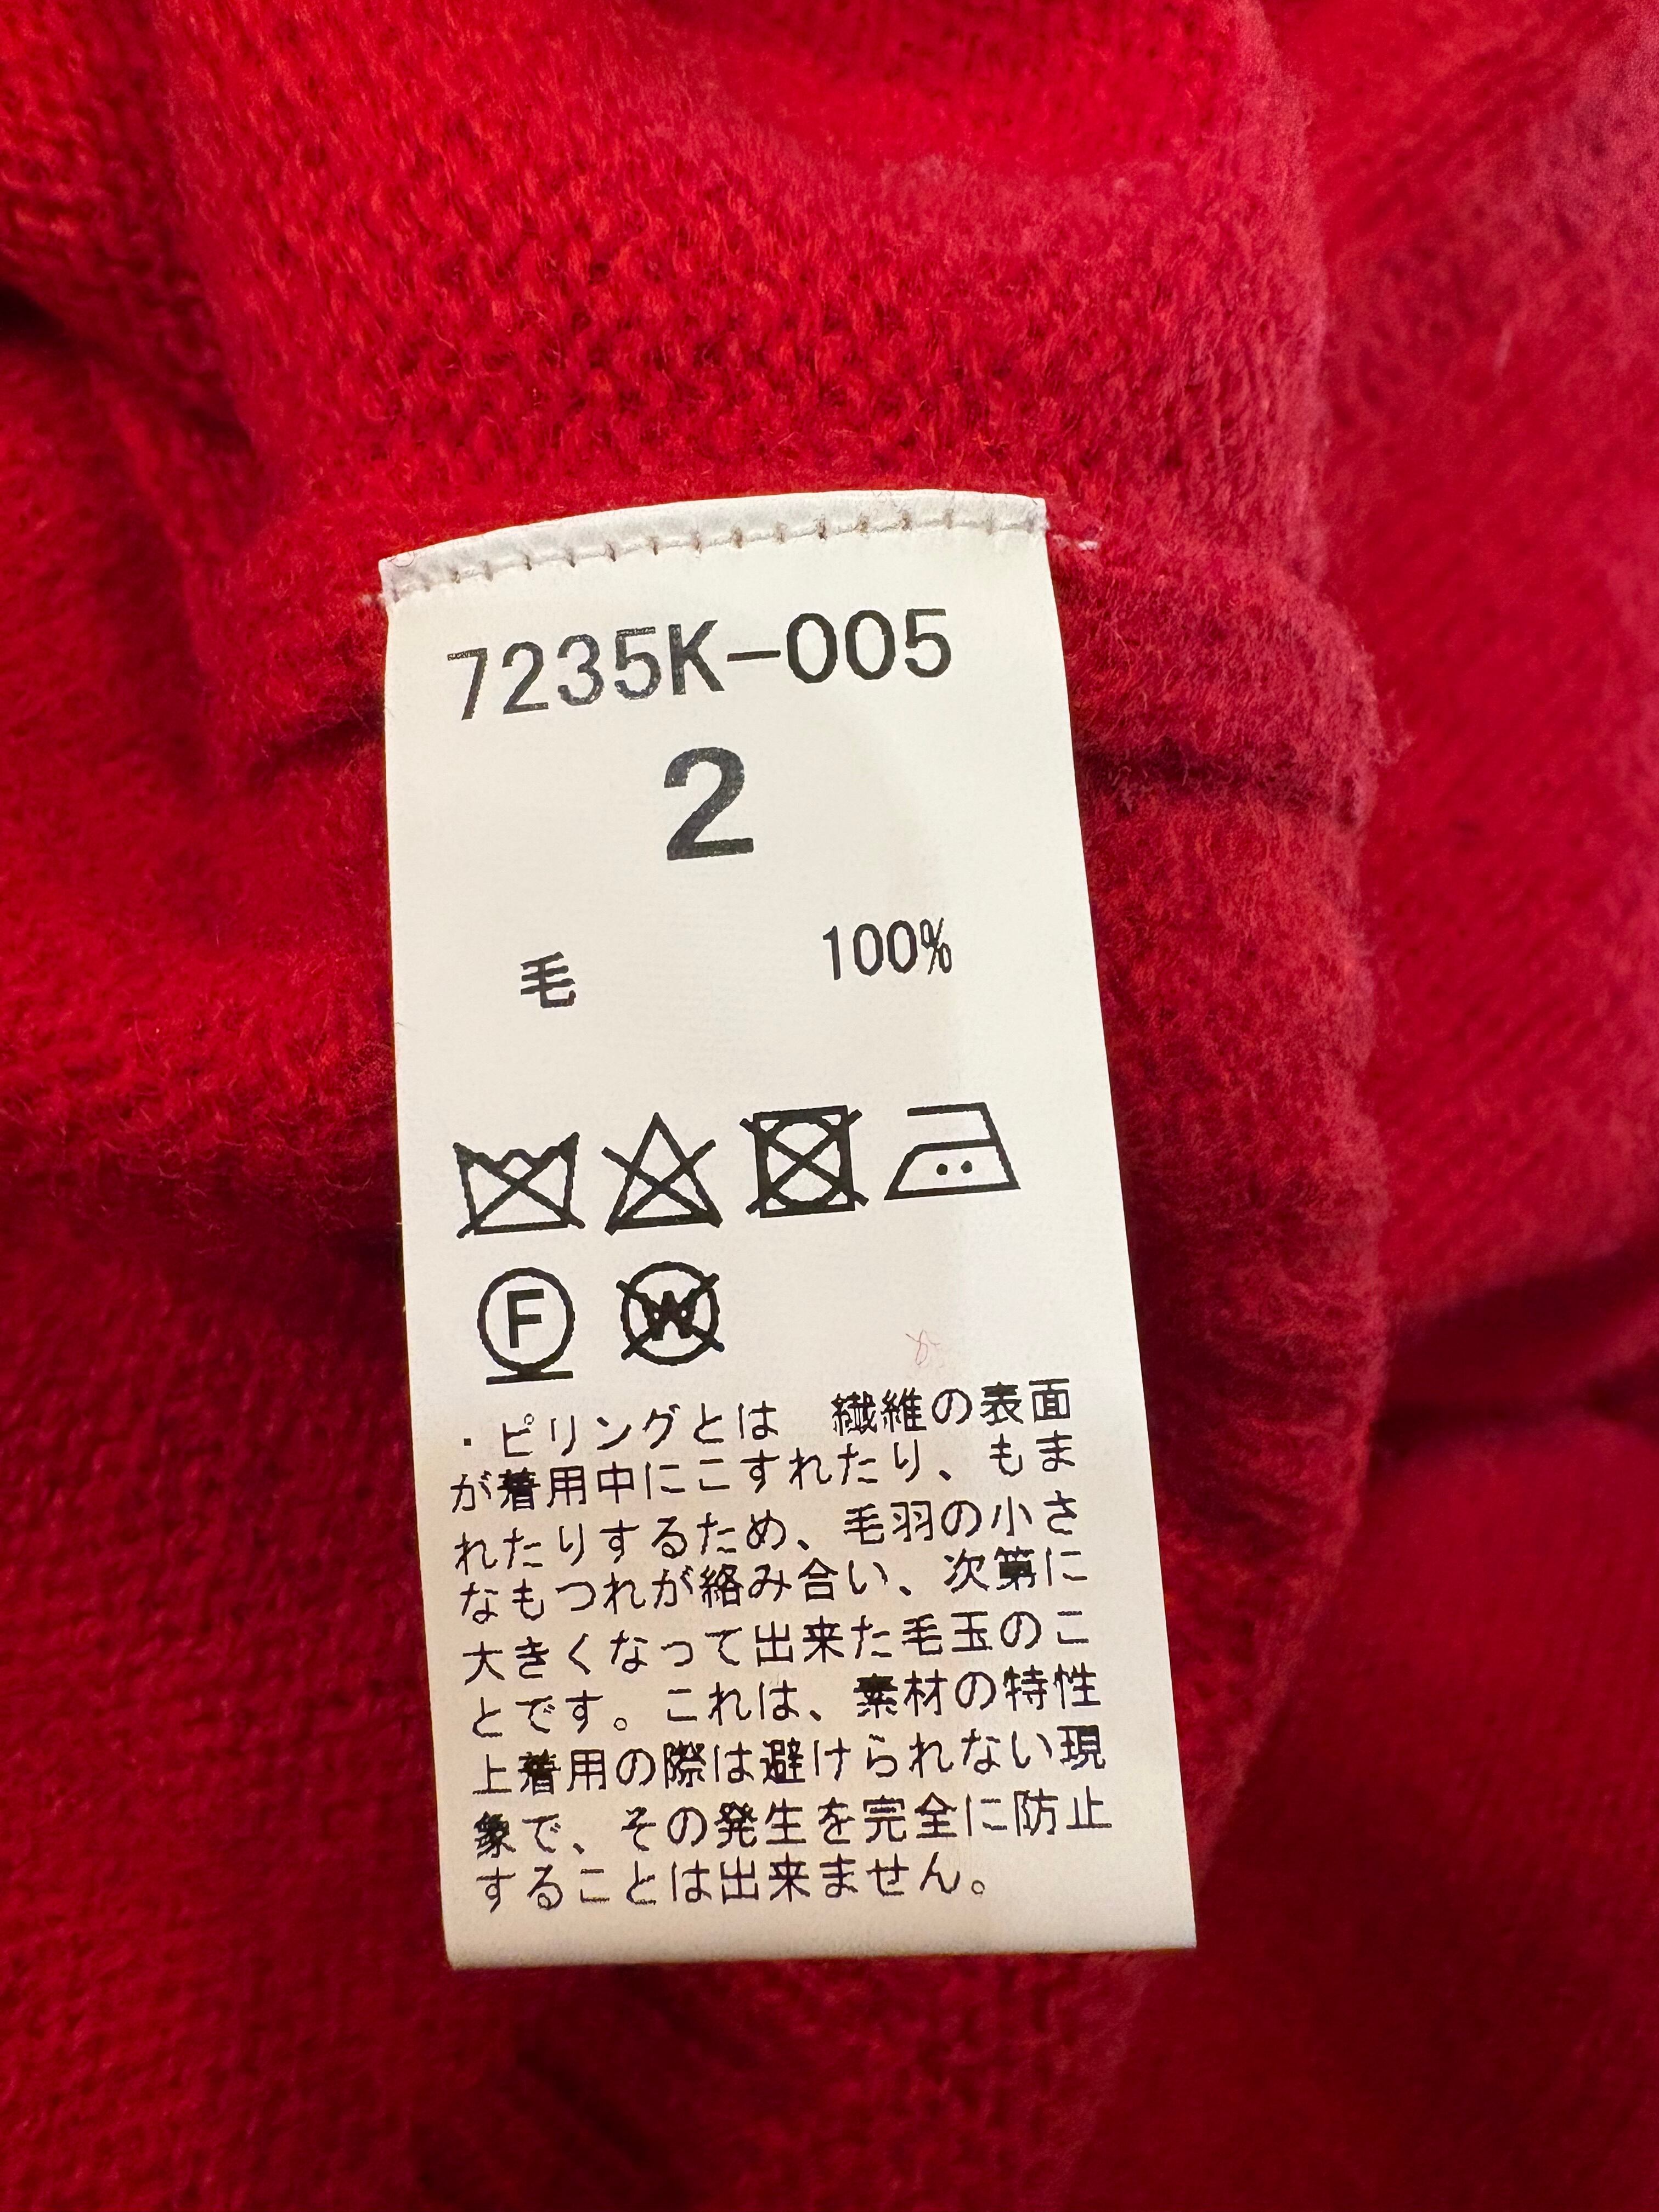 7235K-005
2
毛 100%
F W
・ピリングとは 繊維の表面
が着用中にこすれたり、もま
れたりするため、毛羽の小さ
なもつれが絡み合い、次第に
大きくなって出来た毛玉のこ
とです。これは、素材の特性
上着用の際は避けられない現
象で、その発生を完全に防止
することは出来ません。